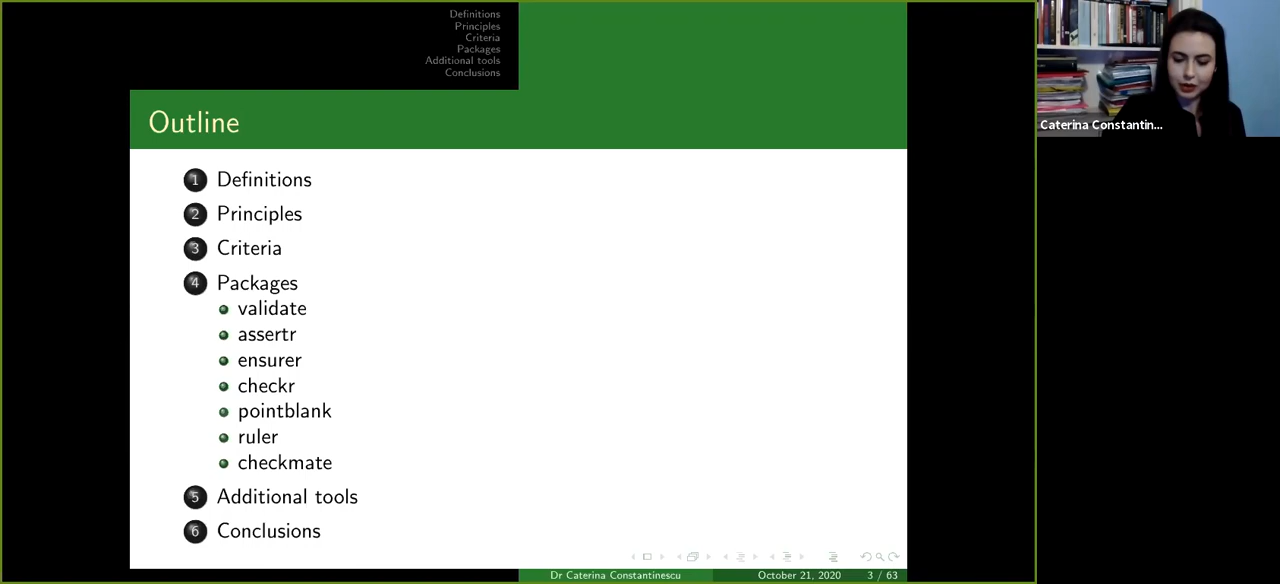 Definitions
Principles
Criteria
Packages
Additional tools
Conclusions
Outline
1 Definitions
2 Principles
3 Criteria
4 Packages
validate
assertr
ensurer
checkr
pointblank
ruler
checkmate
5 Additional tools
6 Conclusions
Dr Caterina Constantinescu October 21, 2020 3 / 63
Caterina Constantin...